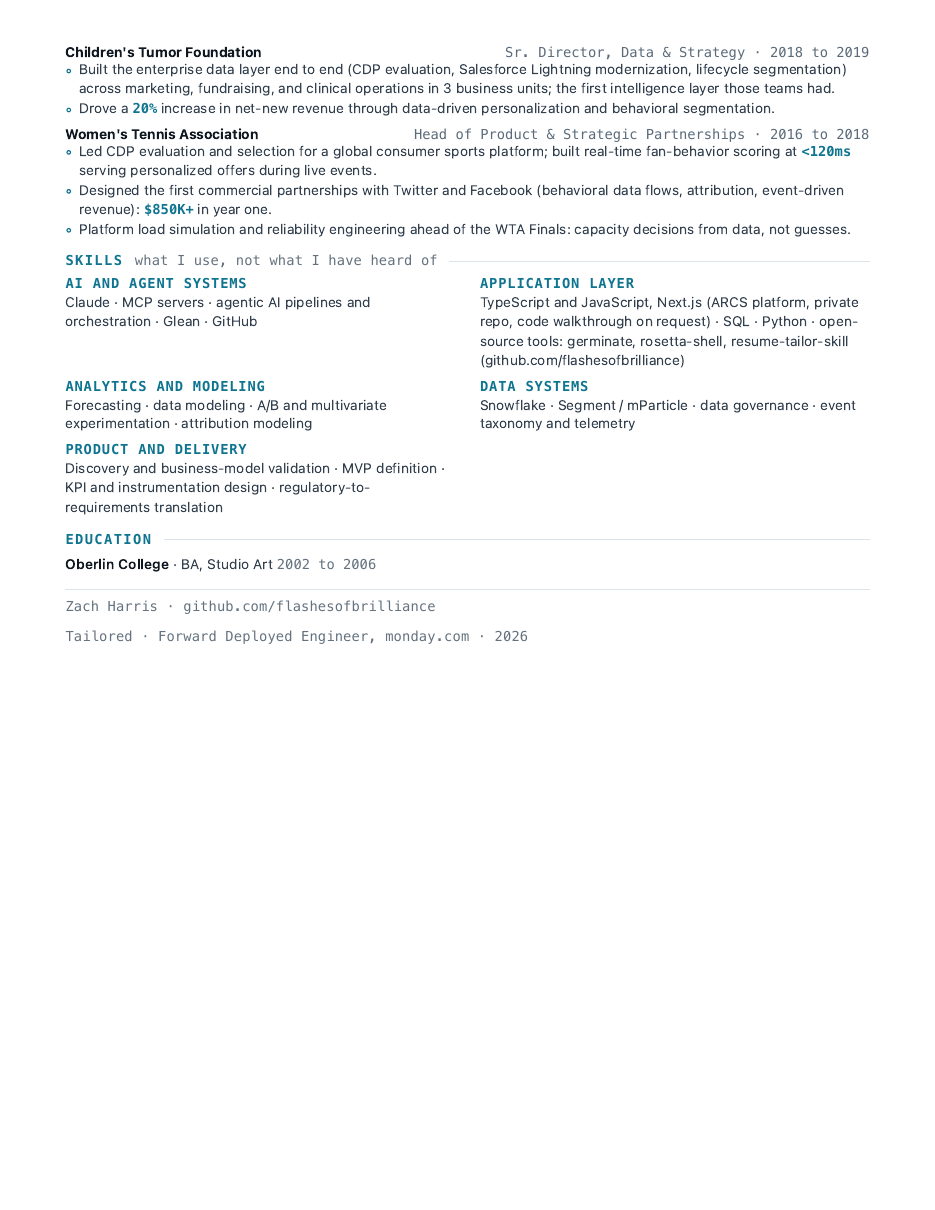 Children's Tumor Foundation Sr. Director, Data & Strategy · 2018 to 2019
Built the enterprise data layer end to end (CDP evaluation, Salesforce Lightning modernization, lifecycle segmentation)
across marketing, fundraising, and clinical operations in 3 business units; the first intelligence layer those teams had.
Drove a 20% increase in net-new revenue through data-driven personalization and behavioral segmentation.
Women's Tennis Association Head of Product & Strategic Partnerships · 2016 to 2018
Led CDP evaluation and selection for a global consumer sports platform; built real-time fan-behavior scoring at <120ms
serving personalized offers during live events.
Designed the first commercial partnerships with Twitter and Facebook (behavioral data flows, attribution, event-driven
revenue): $850K+ in year one.
Platform load simulation and reliability engineering ahead of the WTA Finals: capacity decisions from data, not guesses.
SKILLS what I use, not what I have heard of
AI AND AGENT SYSTEMS
Claude · MCP servers · agentic AI pipelines and
orchestration · Glean · GitHub
APPLICATION LAYER
TypeScript and JavaScript, Next.js (ARCS platform, private
repo, code walkthrough on request) · SQL · Python · open-
source tools: germinate, rosetta-shell, resume-tailor-skill
(github.com/flashesofbrilliance)
ANALYTICS AND MODELING
Forecasting · data modeling · A/B and multivariate
experimentation · attribution modeling
DATA SYSTEMS
Snowflake · Segment / mParticle · data governance · event
taxonomy and telemetry
PRODUCT AND DELIVERY
Discovery and business-model validation · MVP definition ·
KPI and instrumentation design · regulatory-to-
requirements translation
EDUCATION
Oberlin College · BA, Studio Art 2002 to 2006
Zach Harris · github.com/flashesofbrilliance
Tailored · Forward Deployed Engineer, monday.com · 2026